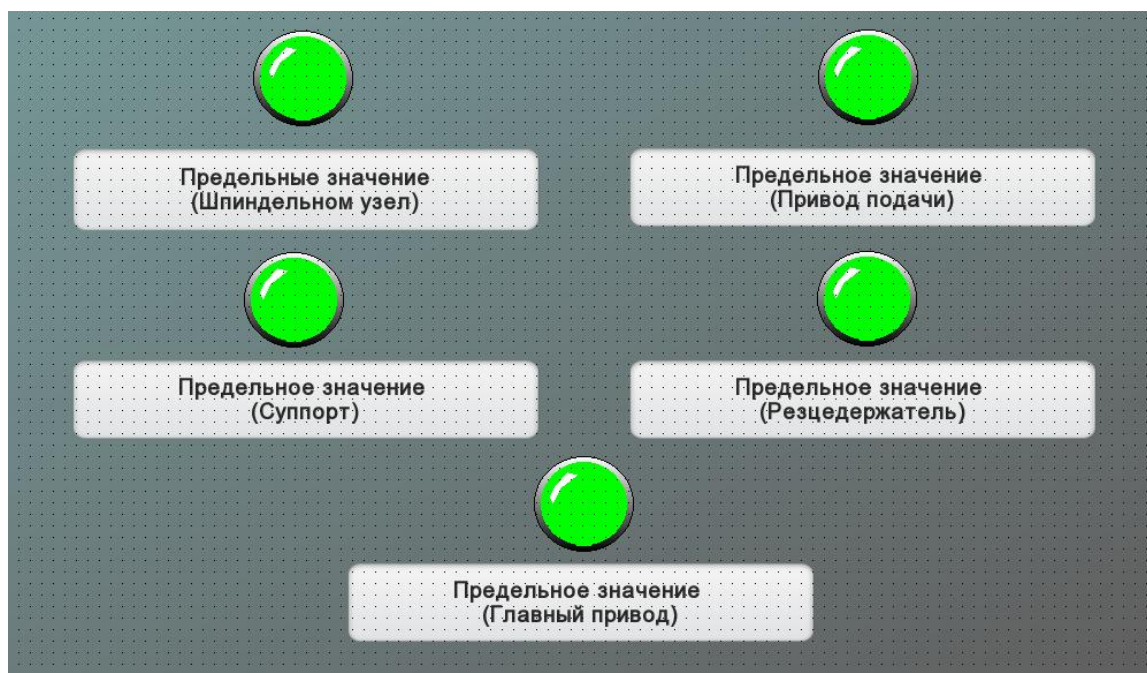 Предельные значение
(Шпиндельном узел)
Предельное значение
(Привод подачи)
Предельное значение
(Суппорт)
Предельное значение
(Резцедержатель)
Предельное значение
(Главный привод)